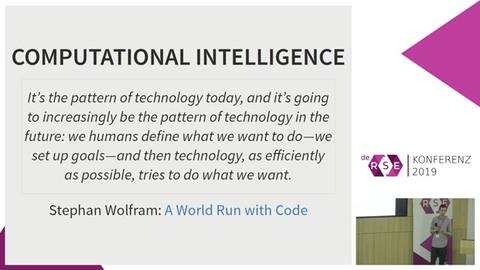 COMPUTATIONAL INTELLIGENCE
It's the pattern of technology today, and it's going
to increasingly be the pattern of technology in the
future: we humans define what we want to do—we
set up goals—and then technology, as efficiently
as possible, tries to do what we want.
Stephan Wolfram: A World Run with Code
de
RSE
KONFERENZ
2019
RSE